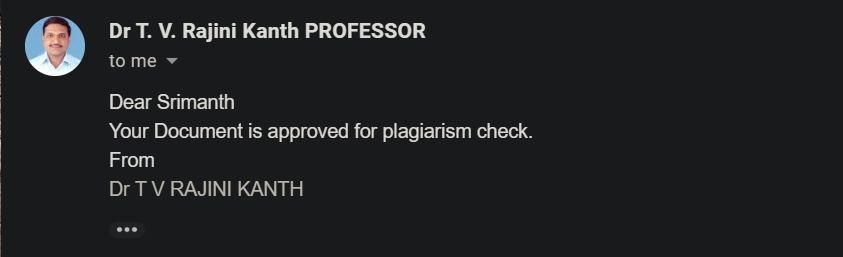 Dr T. V. Rajini Kanth PROFESSOR
to me
Dear Srimanth
Your Document is approved for plagiarism check.
From
Dr T V RAJINI KANTH